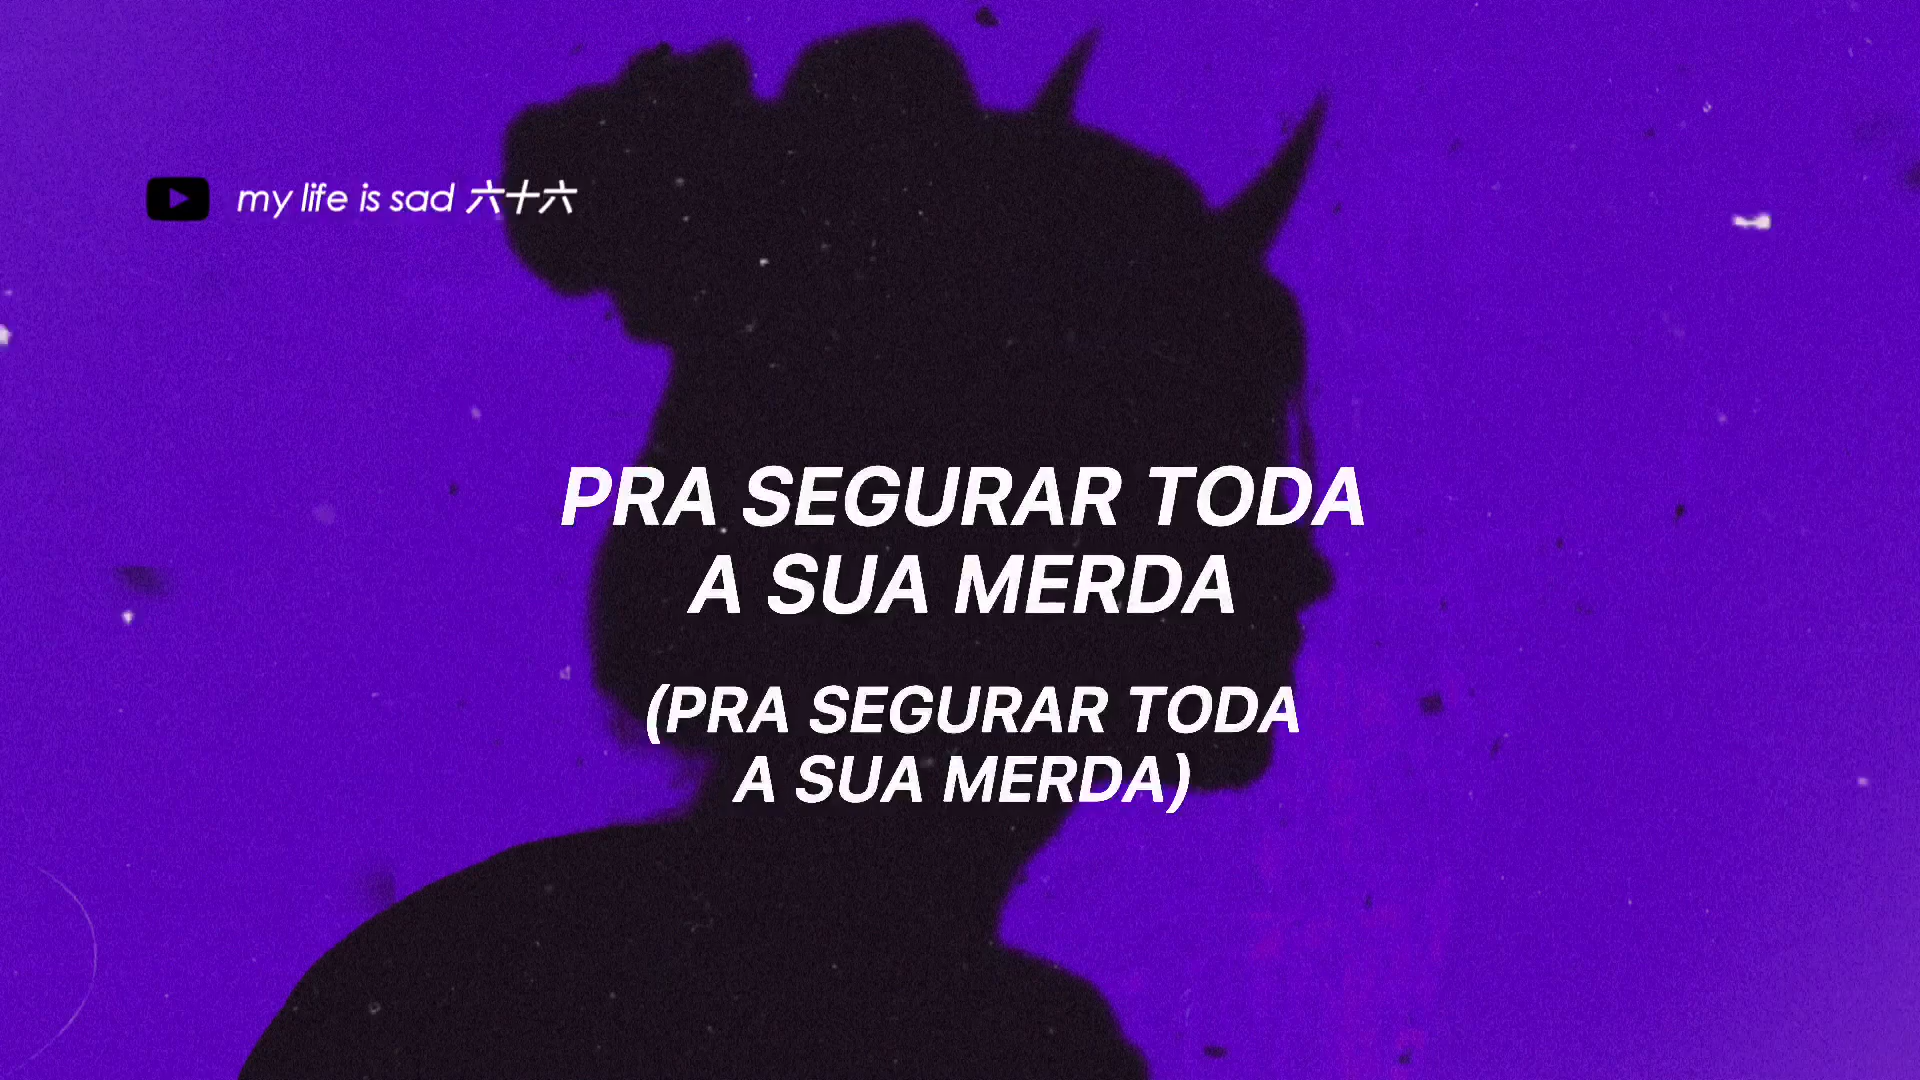 my life is sad 六十六
PRA SEGURAR TODA
A SUA MERDA
(PRA SEGURAR TODA
A SUA MERDA)